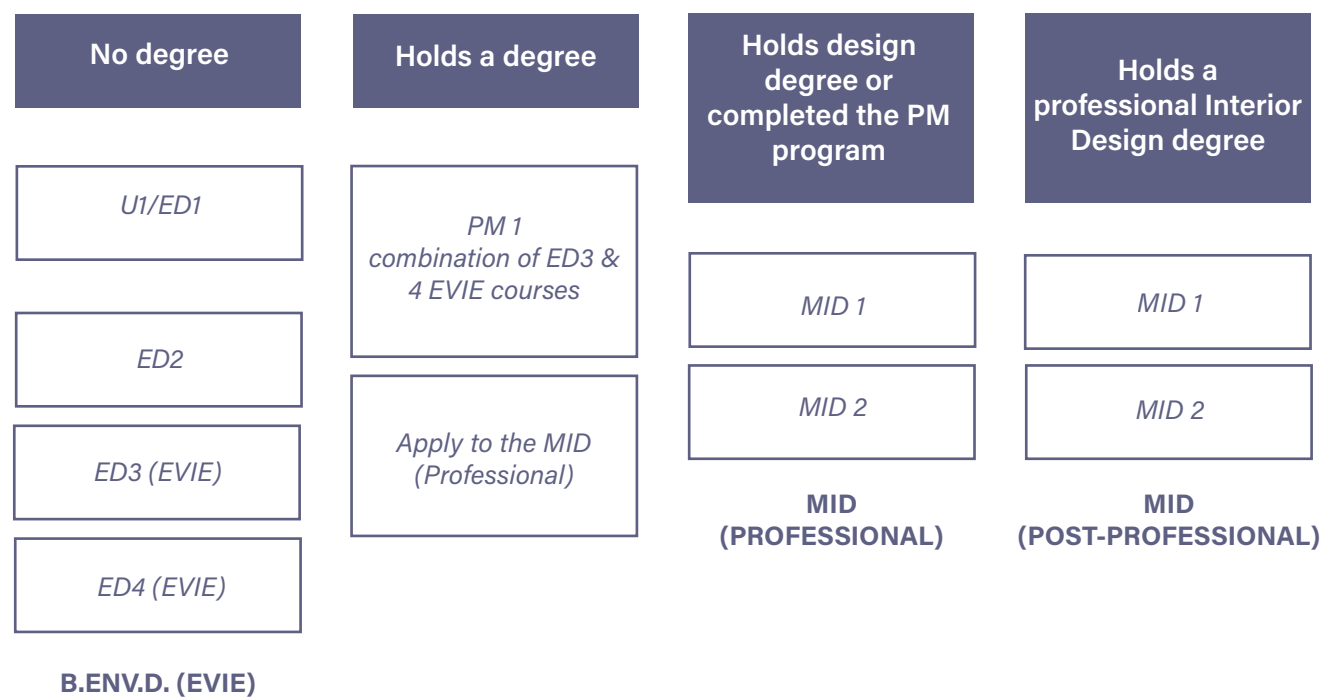 No degree
U1/ED1
ED2
ED3 (EVIE)
ED4 (EVIE)
B.ENV.D. (EVIE)
Holds a degree
PM 1
combination of ED3 &
4 EVIE courses
Apply to the MID
(Professional)
Holds design
degree or
completed the PM
program
MID 1
MID 2
MID
(PROFESSIONAL)
Holds a
professional Interior
Design degree
MID 1
MID 2
MID
(POST-PROFESSIONAL)